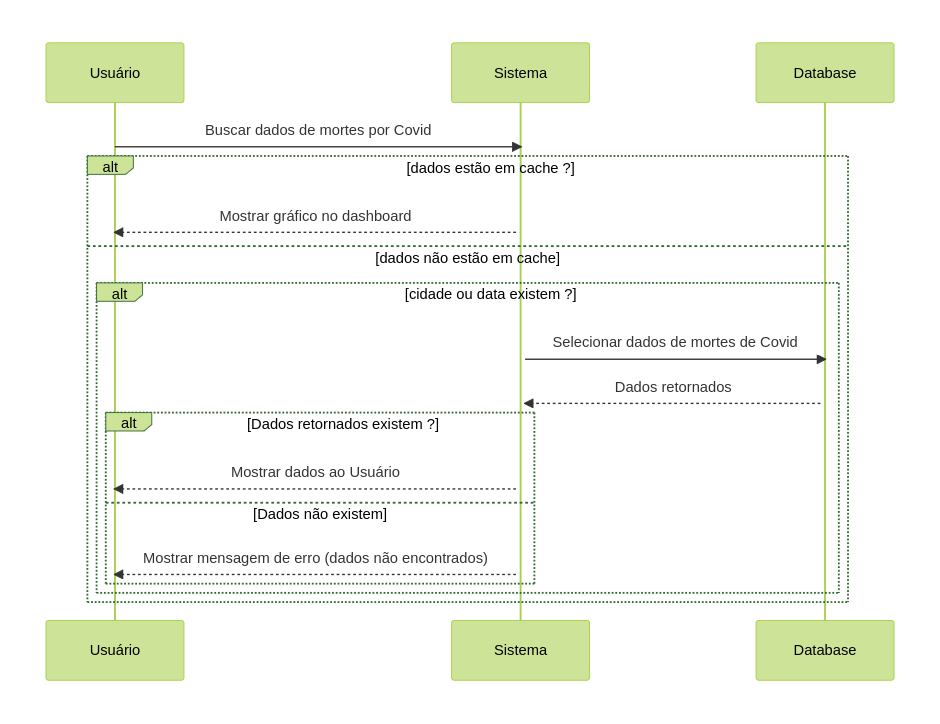 Usuário
Sistema
Database
Buscar dados de mortes por Covid
alt
[dados estão em cache ?]
Mostrar gráfico no dashboard
[dados não estão em cache]
alt
[cidade ou data existem ?]
Selecionar dados de mortes de Covid
Dados retornados
alt
[Dados retornados existem ?]
Mostrar dados ao Usuário
[Dados não existem]
Mostrar mensagem de erro (dados não encontrados)
Usuário
Sistema
Database